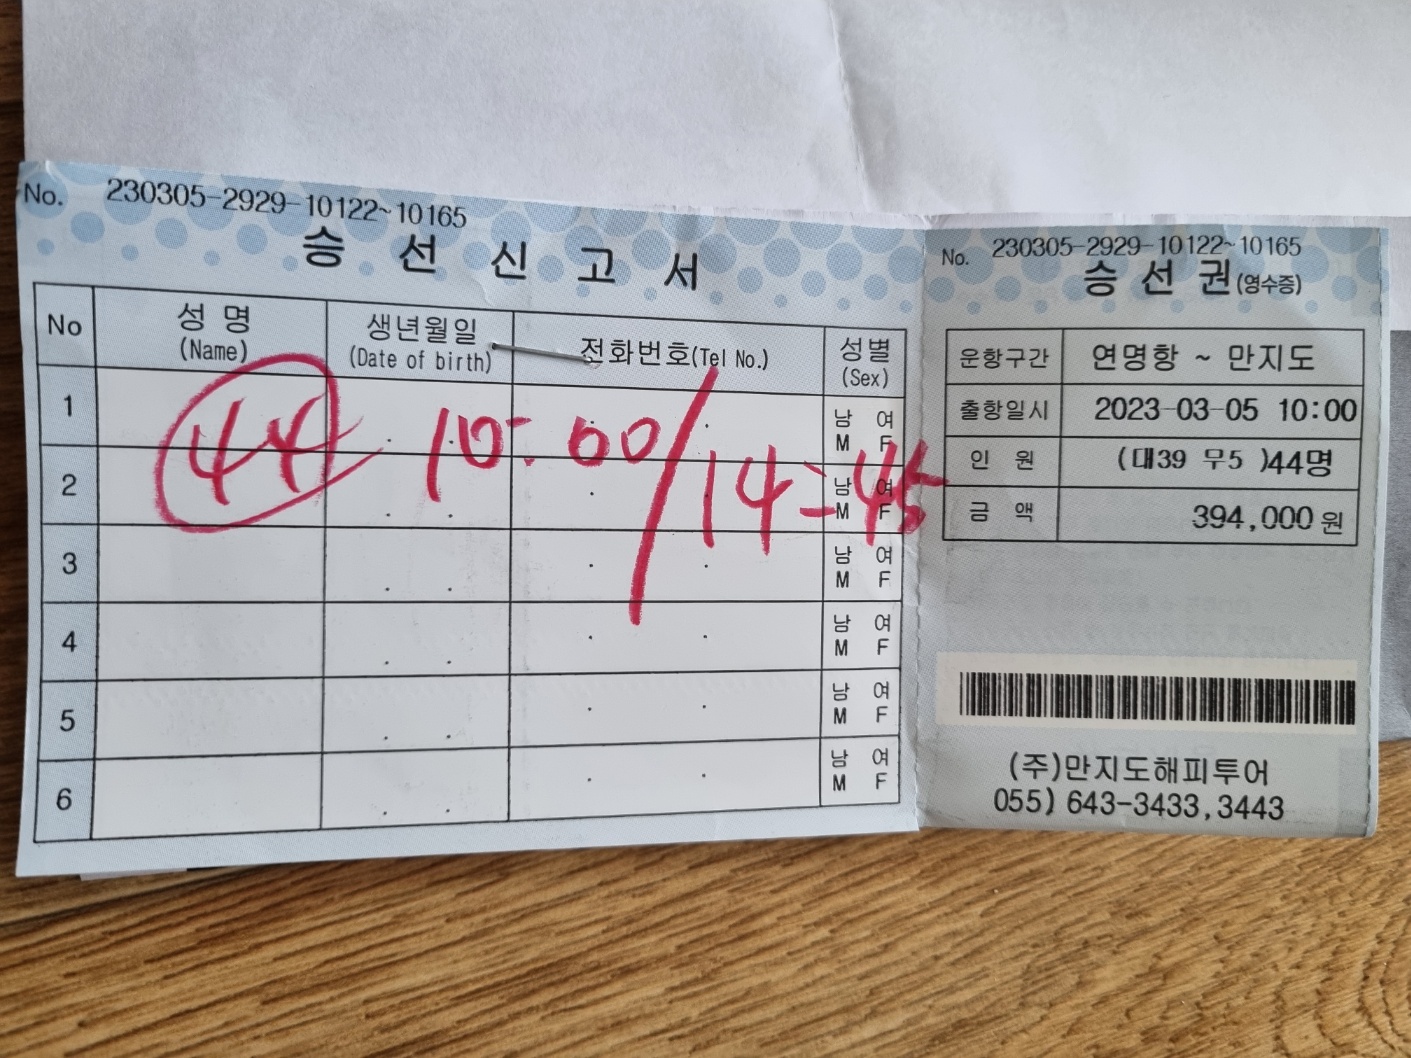 No. 230305-2929-10122~10165
승 선 신 고 서
No 성 명 (Name) 생년월일 (Date of birth) 전화번호(Tel No.) 성별 (Sex)
1 남 여 M F
2 남 여 M F
3 남 여 M F
4 남 여 M F
5 남 여 M F
6 남 여 M F
44 10:00/14:45
No. 230305-2929-10122~10165
승 선 권(영수증)
운항구간 연명항 ~ 만지도
출항일시 2023-03-05 10:00
인 원 (대39 무5 )44명
금 액 394,000원
(주)만지도해피투어
055) 643-3433,3443